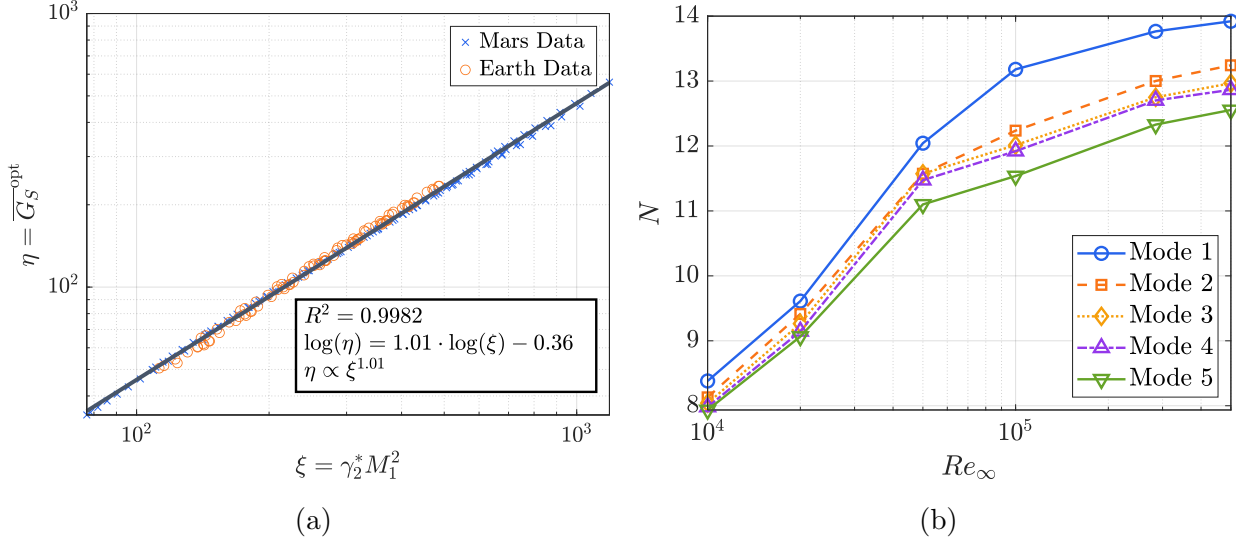 10^3
10^2
η = \overline{G_S}^{opt}
× Mars Data
○ Earth Data
R^2 = 0.9982
log(η) = 1.01 · log(ξ) − 0.36
η ∝ ξ^{1.01}
10^2
10^3
ξ = γ_2^* M_1^2
(a)
14
13
12
11
10
9
8
N
Mode 1
Mode 2
Mode 3
Mode 4
Mode 5
10^4
10^5
Re_∞
(b)